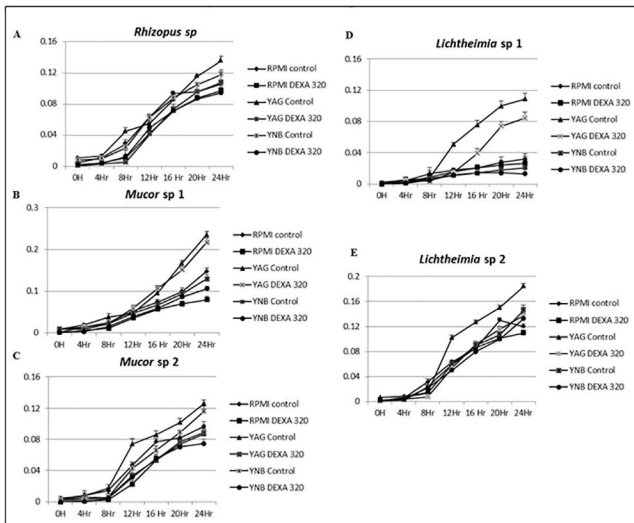 A
Rhizopus sp
0.16
0.12
0.08
0.04
0
0H 4Hr 8Hr 12Hr 16Hr 20Hr 24Hr
RPMI control
RPMI DEXA 320
YAG Control
YAG DEXA 320
YNB Control
YNB DEXA 320
B
Mucor sp 1
0.3
0.2
0.1
0
0H 4Hr 8Hr 12Hr 16 Hr 20Hr 24Hr
RPMI control
RPMI DEXA 320
YAG Control
YAG DEXA 320
YNB Control
YNB DEXA 320
C
Mucor sp 2
0.16
0.12
0.08
0.04
0
0H 4Hr 8Hr 12Hr 16 Hr 20Hr 24Hr
RPMI control
RPMI DEXA 320
YAG Control
YAG DEXA 320
YNB Control
YNB DEXA 320
D
Lichtheimia sp 1
0.16
0.12
0.08
0.04
0
0H 4Hr 8Hr 12Hr 16 Hr 20Hr 24Hr
RPMI control
RPMI DEXA 320
YAG Control
YAG DEXA 320
YNB Control
YNB DEXA 320
E
Lichtheimia sp 2
0.2
0.16
0.12
0.08
0.04
0
0H 4Hr 8Hr 12Hr 16 Hr 20Hr 24Hr
RPMI control
RPMI DEXA 320
YAG Control
YAG DEXA 320
YNB Control
YNB DEXA 320